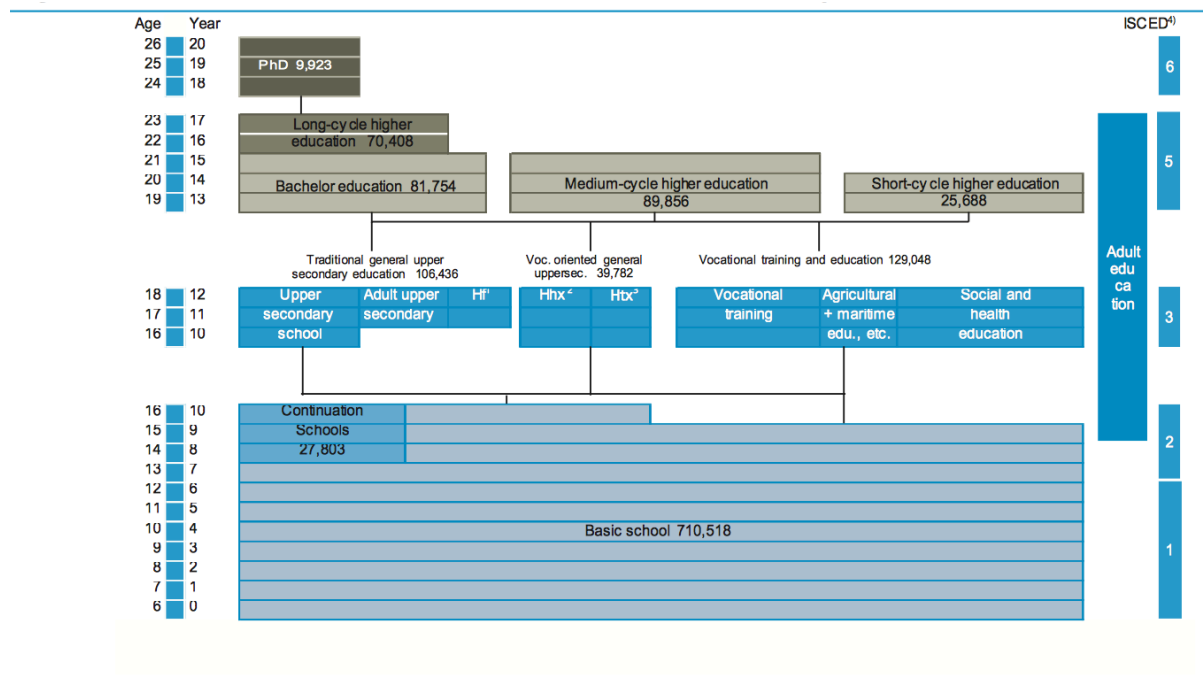 Age Year ISCED4)
26 20
25 19 PhD 9,923 6
24 18
23 17 Long-cycle higher
22 16 education 70,408
21 15 5
20 14 Bachelor education 81,754 Medium-cycle higher education Short-cycle higher education
19 13 89,856 25,688
Traditional general upper Voc. oriented general Vocational training and education 129,048
secondary education 106,436 uppersec. 39,782
Adult
edu
ca
tion
18 12 Upper Adult upper Hf1 Hhx 2 Htx3 Vocational Agricultural Social and
17 11 secondary secondary training + maritime health 3
16 10 school edu., etc. education
16 10 Continuation
15 9 Schools 2
14 8 27,803
13 7
12 6
11 5
10 4 Basic school 710,518
9 3 1
8 2
7 1
6 0